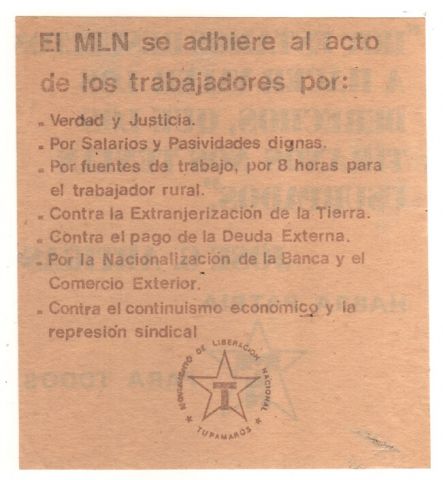 El MLN se adhiere al acto
de los trabajadores por:
. Verdad y Justicia.
. Por Salarios y Pasividades dignas.
. Por fuentes de trabajo, por 8 horas para
el trabajador rural.
. Contra la Extranjerización de la Tierra.
. Contra el pago de la Deuda Externa.
. Por la Nacionalización de la Banca y el
Comercio Exterior.
. Contra el continuismo económico y la
represión sindical
MOVIMIENTO DE LIBERACION NACIONAL
T
TUPAMAROS